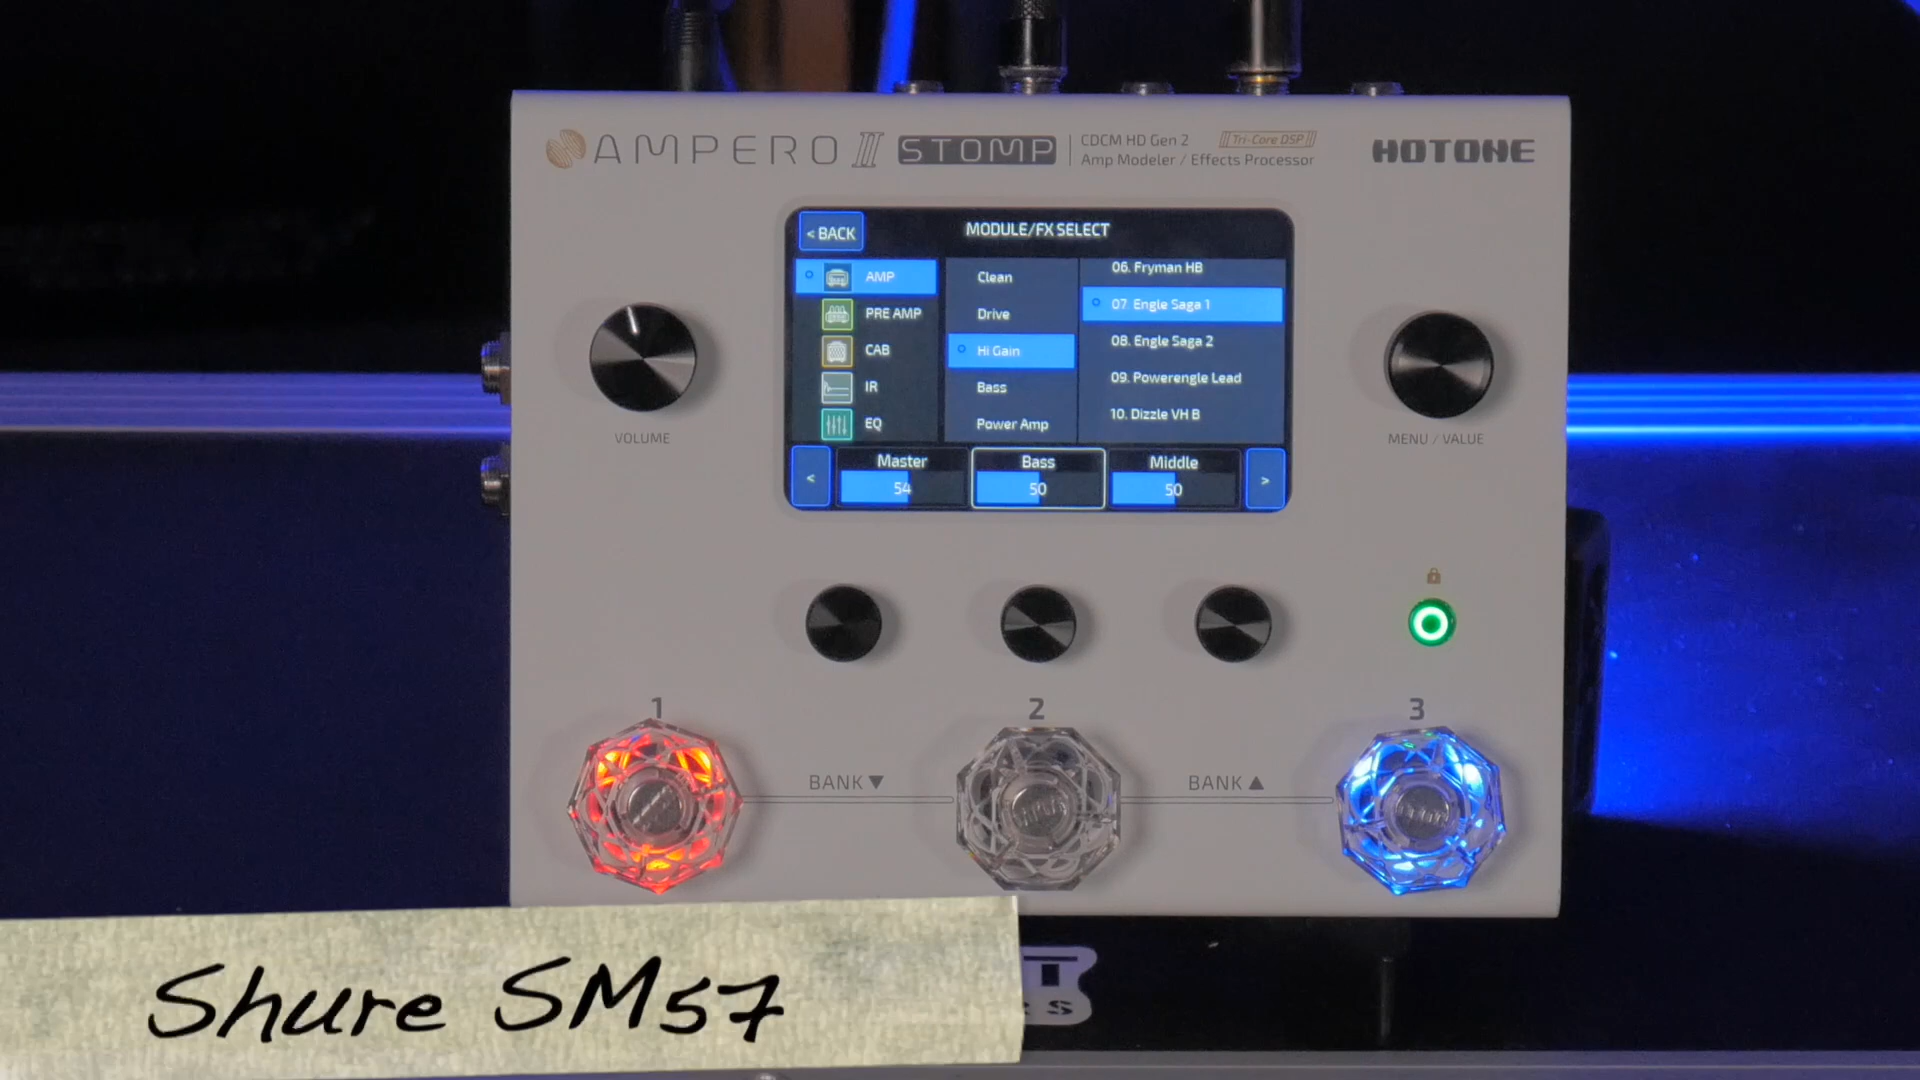 AMPERO II STOMP
CDCM HD Gen 2
Tri-Core DSP
Amp Modeler / Effects Processor
HOTONE
< BACK
MODULE/FX SELECT
AMP
PRE AMP
CAB
IR
EQ
Clean
Drive
Hi Gain
Bass
Power Amp
06. Fryman HB
07. Engle Saga 1
08. Engle Saga 2
09. Powerengle Lead
10. Dizzle VH B
<
Master
54
Bass
50
Middle
50
>
VOLUME
MENU / VALUE
1
2
3
BANK ▼
BANK ▲
Shure SM57